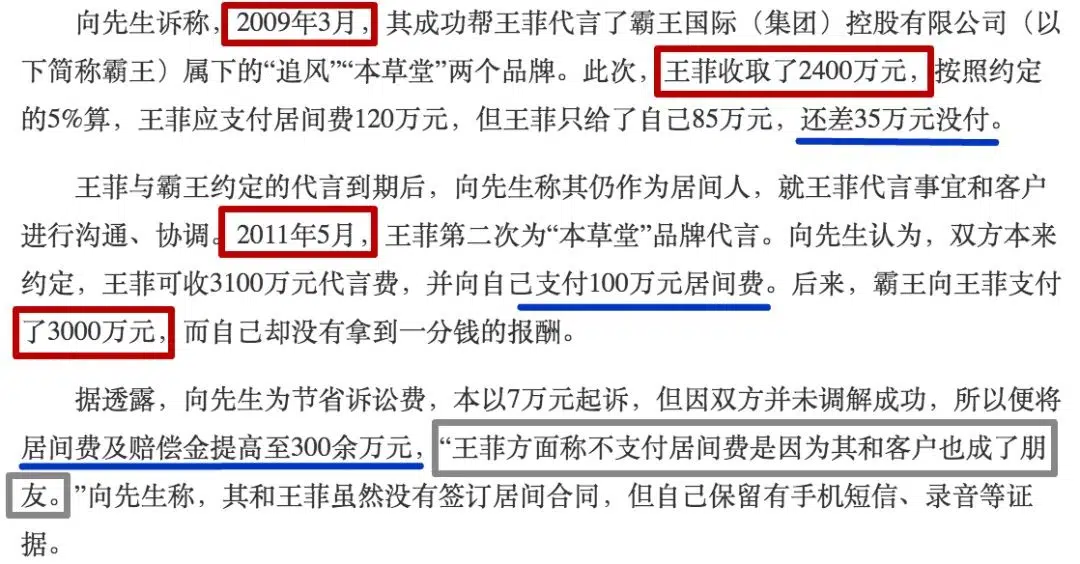 向先生诉称，2009年3月，其成功帮王菲代言了霸王国际（集团）控股有限公司（以
下简称霸王）属下的“追风”“本草堂”两个品牌。此次，王菲收取了2400万元，按照约定
的5%算，王菲应支付居间费120万元，但王菲只给了自己85万元，还差35万元没付。
王菲与霸王约定的代言到期后，向先生称其仍作为居间人，就王菲代言事宜和客户
进行沟通、协调。2011年5月，王菲第二次为“本草堂”品牌代言。向先生认为，双方本来
约定，王菲可收3100万元代言费，并向自己支付100万元居间费。后来，霸王向王菲支付
了3000万元，而自己却没有拿到一分钱的报酬。
据透露，向先生为节省诉讼费，本以7万元起诉，但因双方并未调解成功，所以便将
居间费及赔偿金提高至300余万元，“王菲方面称不支付居间费是因为其和客户也成了朋
友。”向先生称，其和王菲虽然没有签订居间合同，但自己保留有手机短信、录音等证
据。